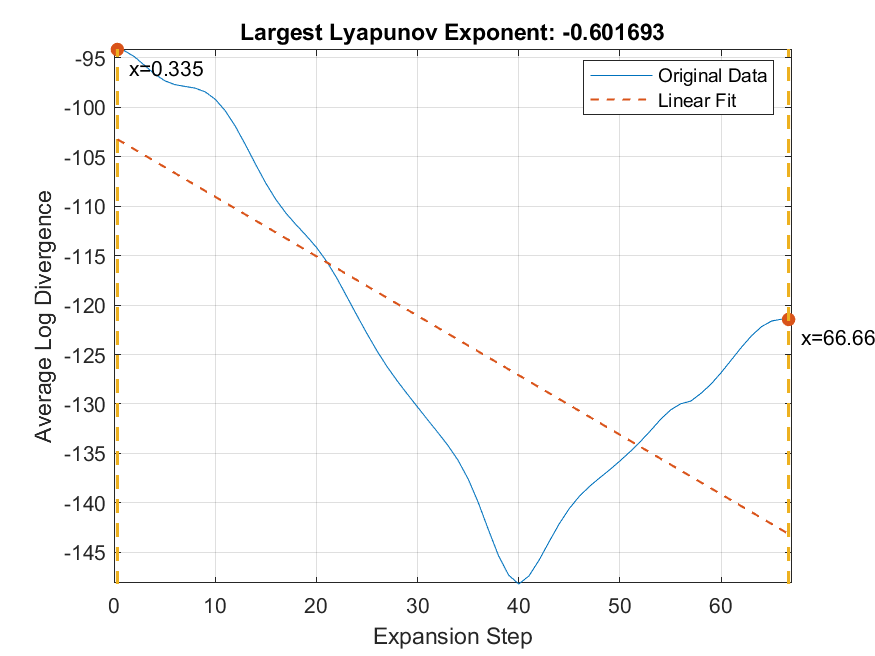 Largest Lyapunov Exponent: -0.601693
-95
x=0.335
Original Data
Linear Fit
-100
-105
-110
-115
-120
-125
-130
-135
-140
-145
x=66.66
Average Log Divergence
0 10 20 30 40 50 60
Expansion Step